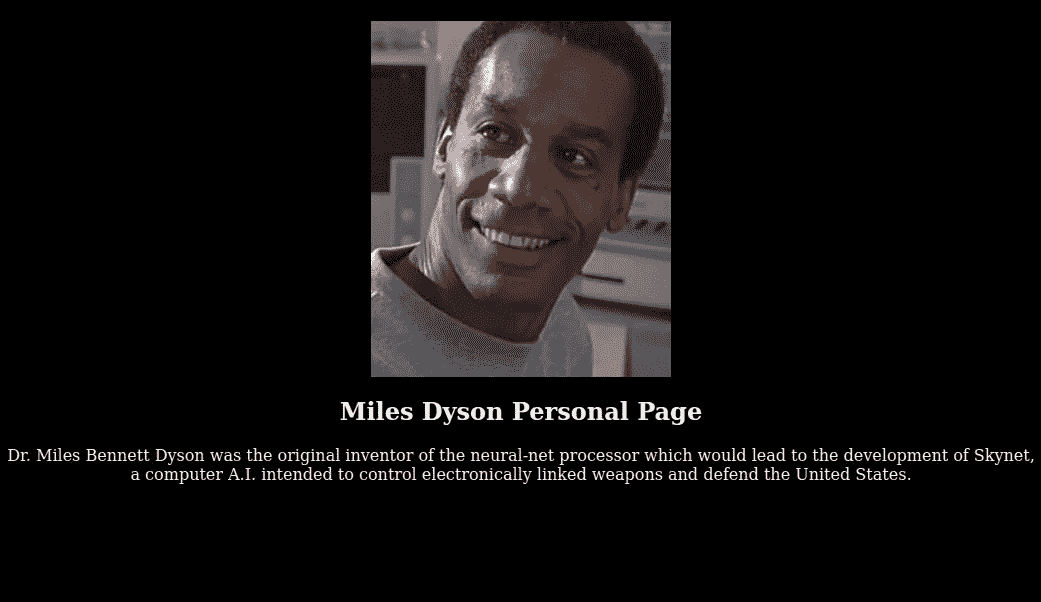 Miles Dyson Personal Page
Dr. Miles Bennett Dyson was the original inventor of the neural-net processor which would lead to the development of Skynet,
a computer A.I. intended to control electronically linked weapons and defend the United States.